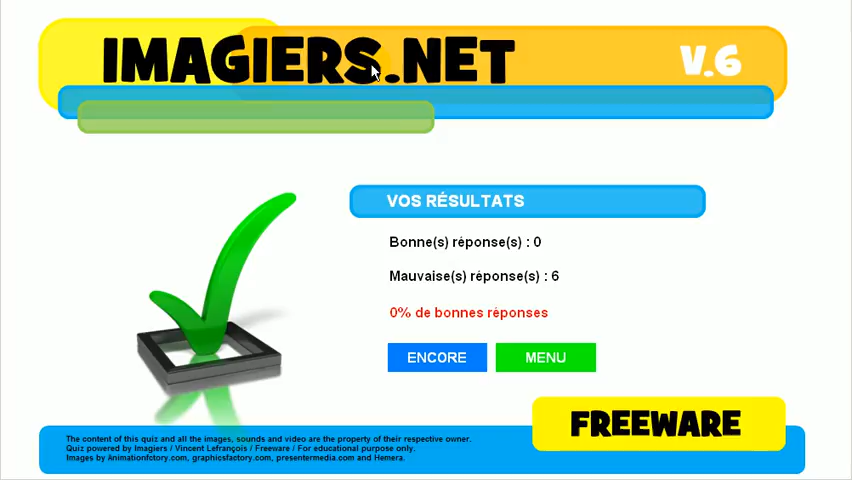 IMAGIERS.NET
V.6
VOS RÉSULTATS
Bonne(s) réponse(s) : 0
Mauvaise(s) réponse(s) : 6
0% de bonnes réponses
ENCORE
MENU
FREEWARE
The content of this quiz and all the images, sounds and video are the property of their respective owner.
Quiz powered by Imagiers / Vincent Lefrançois / Freeware / For educational purpose only.
Images by Animationfctory.com, graphicsfactory.com, presentermedia.com and Hemera.